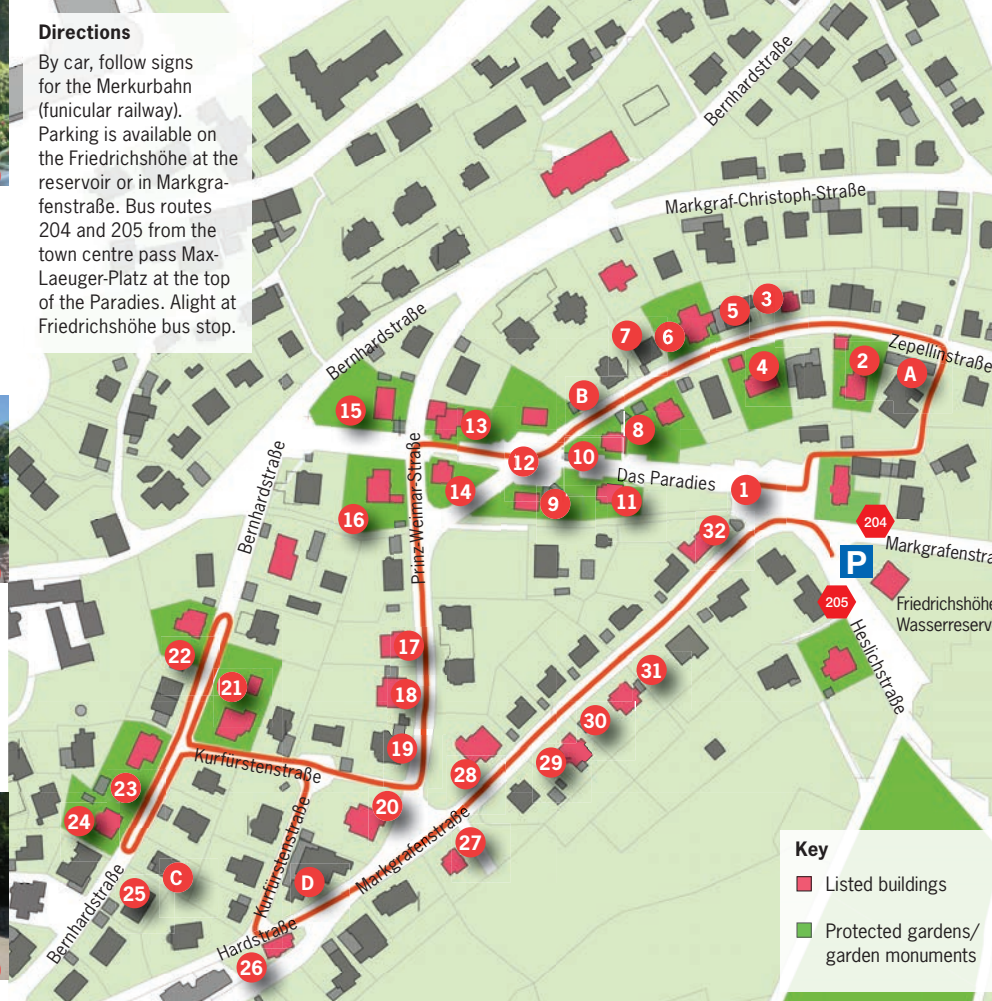 Directions
By car, follow signs
for the Merkurbahn
(funicular railway).
Parking is available on
the Friedrichshöhe at the
reservoir or in Markgra-
fenstraße. Bus routes
204 and 205 from the
town centre pass Max-
Laeuger-Platz at the top
of the Paradies. Alight at
Friedrichshöhe bus stop.
Bernhardstraße
Markgraf-Christoph-Straße
Bernhardstraße
Zepellinstraße
3
5
7
6
4
2
A
B
15
13
8
12
10
Das Paradies
1
14
9
11
16
Bernhardstraße
Prinz-Weimar-Straße
32
204
Markgrafenstra
P
205
Friedrichshöhe
Wasserreserv
Heslichstraße
17
22
21
18
31
30
19
29
28
Kurfürstenstraße
23
24
20
Kurfürstenstraße
Markgrafenstraße
27
C
25
D
Bernhardstraße
Hardstraße
26
Key
Listed buildings
Protected gardens/
garden monuments